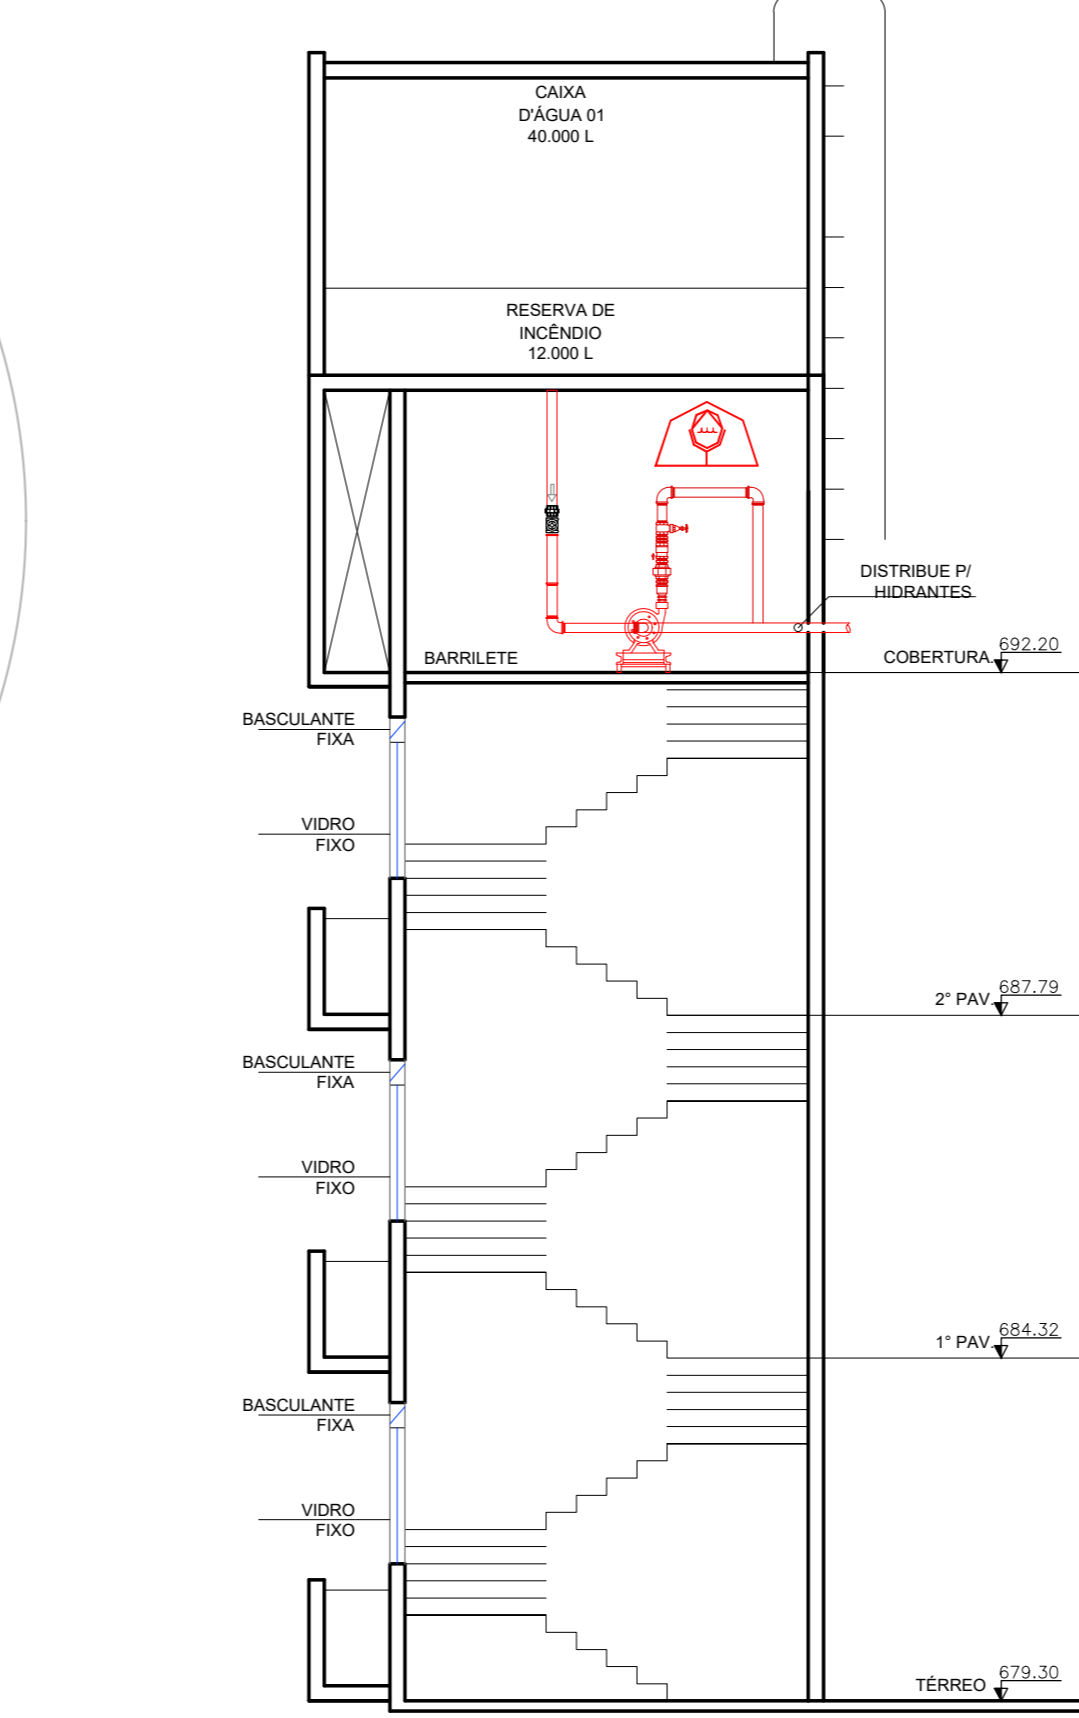 CAIXA
D'ÁGUA 01
40.000 L
RESERVA DE
INCÊNDIO
12.000 L
DISTRIBUE P/
HIDRANTES
BARRILETE
COBERTURA.
692.20
BASCULANTE
FIXA
VIDRO
FIXO
2° PAV.
687.79
BASCULANTE
FIXA
VIDRO
FIXO
1° PAV.
684.32
BASCULANTE
FIXA
VIDRO
FIXO
TÉRREO
679.30